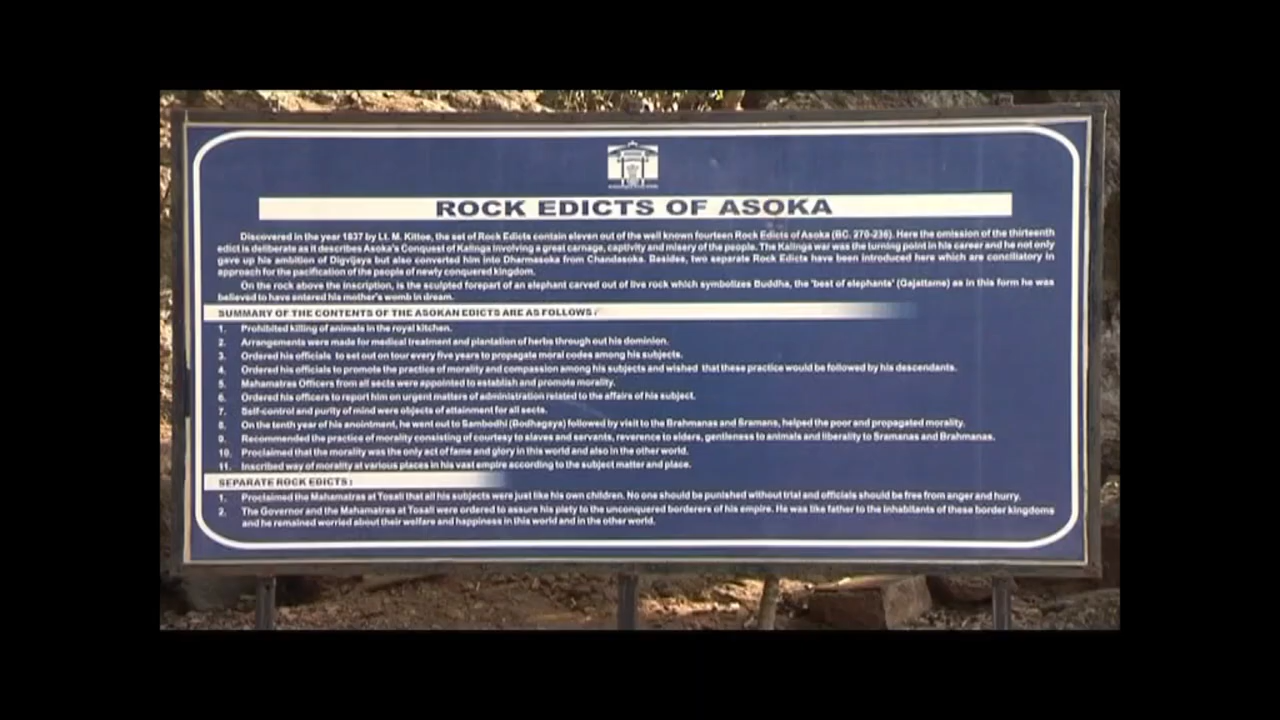 ROCK EDICTS OF ASOKA
Discovered in the year 1837 by Lt. M. Kittoe, the set of Rock Edicts contain eleven out of the well known fourteen Rock Edicts of Asoka (BC. 270-236). Here the omission of the thirteenth
edict is deliberate as it describes Asoka's Conquest of Kalinga involving a great carnage, captivity and misery of the people. The Kalinga war was the turning point in his career and he not only
gave up his ambition of Digvijaya but also converted him into Dharmasoka from Chandasoka. Besides, two separate Rock Edicts have been introduced here which are conciliatory in
approach for the pacification of the people of newly conquered kingdom.
On the rock above the inscription, is the sculpted forepart of an elephant carved out of live rock which symbolizes Buddha, the 'best of elephants' (Gajattame) as in this form he was
believed to have entered his mother's womb in dream.
SUMMARY OF THE CONTENTS OF THE ASOKAN EDICTS ARE AS FOLLOWS :
1. Prohibited killing of animals in the royal kitchen.
2. Arrangements were made for medical treatment and plantation of herbs through out his dominion.
3. Ordered his officials to set out on tour every five years to propagate moral codes among his subjects.
4. Ordered his officials to promote the practice of morality and compassion among his subjects and wished that these practice would be followed by his descendants.
5. Mahamatras Officers from all sects were appointed to establish and promote morality.
6. Ordered his officers to report him on urgent matters of administration related to the affairs of his subject.
7. Self-control and purity of mind were objects of attainment for all sects.
8. On the tenth year of his anointment, he went out to Sambodhi (Bodhagaya) followed by visit to the Brahmanas and Sramans, helped the poor and propagated morality.
9. Recommended the practice of morality consisting of courtesy to slaves and servants, reverence to elders, gentleness to animals and liberality to Sramanas and Brahmanas.
10. Proclaimed that the morality was the only act of fame and glory in this world and also in the other world.
11. Inscribed way of morality at various places in his vast empire according to the subject matter and place.
SEPARATE ROCK EDICTS :
1. Proclaimed the Mahamatras at Tosali that all his subjects were just like his own children. No one should be punished without trial and officials should be free from anger and hurry.
2. The Governor and the Mahamatras at Tosali were ordered to assure his piety to the unconquered borderers of his empire. He was like father to the inhabitants of these border kingdoms
and he remained worried about their welfare and happiness in this world and in the other world.